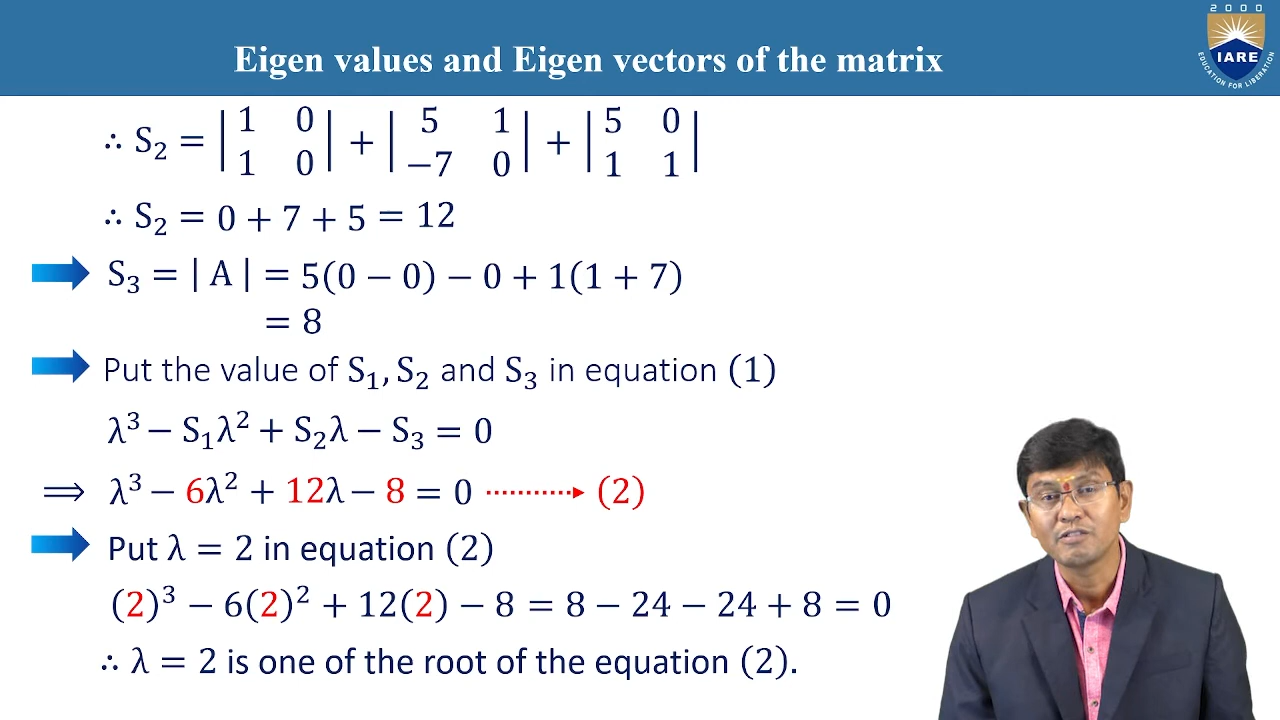 2000
IARE
EDUCATION FOR LIBERATION
Eigen values and Eigen vectors of the matrix
∴ S₂ = |1 0; 1 0| + |5 1; −7 0| + |5 0; 1 1|
∴ S₂ = 0 + 7 + 5 = 12
S₃ = | A | = 5(0 − 0) − 0 + 1(1 + 7)
= 8
Put the value of S₁, S₂ and S₃ in equation (1)
λ³ − S₁λ² + S₂λ − S₃ = 0
⟹ λ³ − 6λ² + 12λ − 8 = 0 ⋯⋯⋯→ (2)
Put λ = 2 in equation (2)
(2)³ − 6(2)² + 12(2) − 8 = 8 − 24 − 24 + 8 = 0
∴ λ = 2 is one of the root of the equation (2).